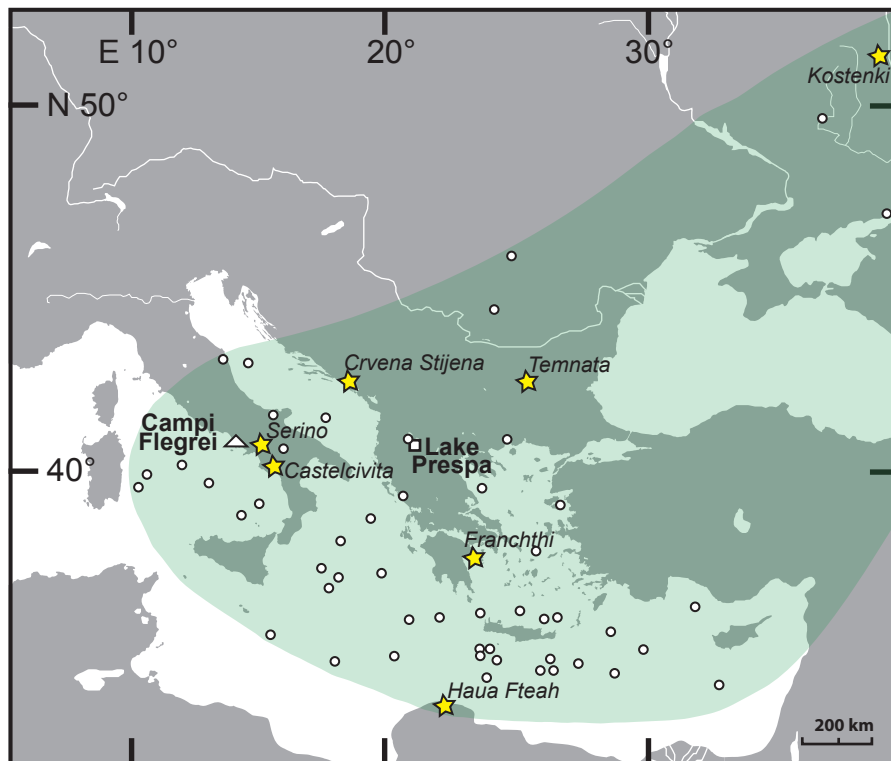 E 10°
20°
30°
Kostenki
N 50°
Crvena Stijena
Temnata
Campi
Flegrei
Serino
Lake
Prespa
40°
Castelcivita
Franchthi
Haua Fteah
200 km